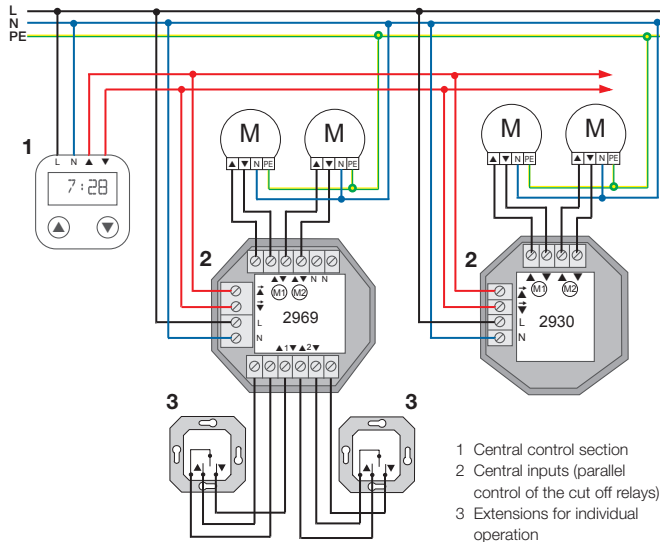 L
N
PE
1
L N ▲ ▼
7:28
M
M
▲ ▼ N PE
▲ ▼ N PE
M
M
▲ ▼ N PE
▲ ▼ N PE
2
▲▼ ▲▼ N N
M1 M2
2969
L
N
▲1▼▲2▼
2
▲ ▼ ▲ ▼
M1 M2
2930
L
N
3
3
▲ ▼
▲ ▼
1 Central control section
2 Central inputs (parallel
control of the cut off relays)
3 Extensions for individual
operation